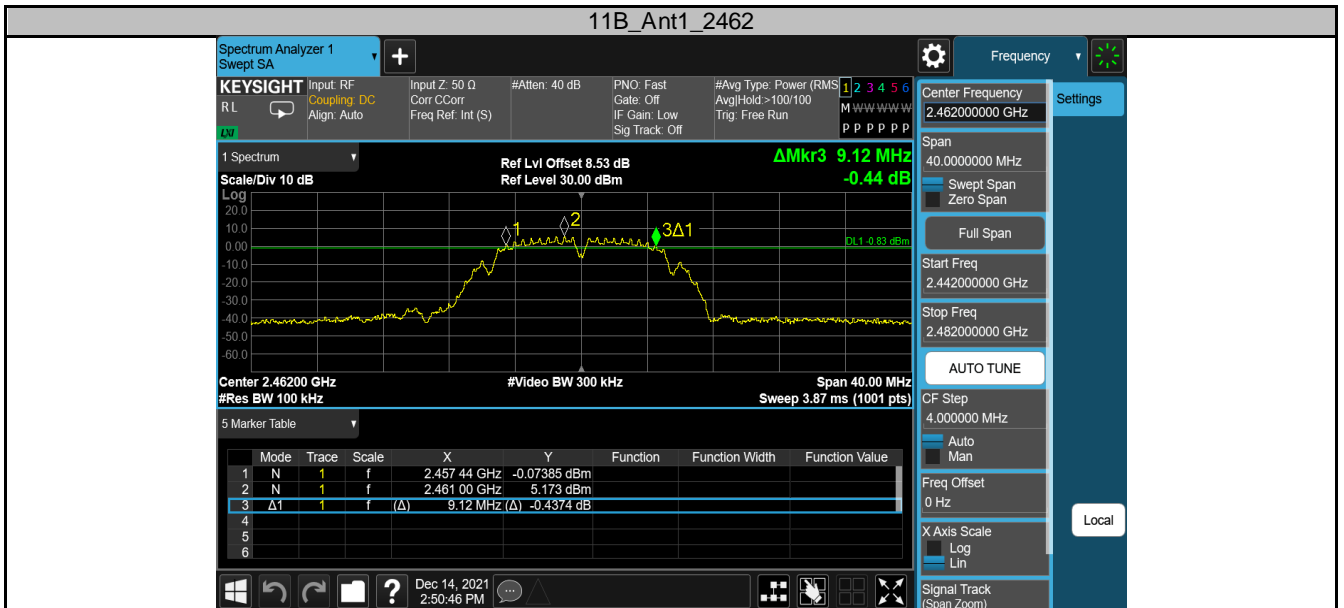 11B_Ant1_2462
Spectrum Analyzer 1
Swept SA
Frequency
KEYSIGHT
R L
LXI
Input: RF
Coupling: DC
Align: Auto
Input Z: 50 Ω
Corr CCorr
Freq Ref: Int (S)
#Atten: 40 dB
PNO: Fast
Gate: Off
IF Gain: Low
Sig Track: Off
#Avg Type: Power (RMS
Avg|Hold:>100/100
Trig: Free Run
1 2 3 4 5 6
M W W W W W
P P P P P P
Center Frequency
2.462000000 GHz
Settings
Span
40.0000000 MHz
Swept Span
Zero Span
Full Span
Start Freq
2.442000000 GHz
Stop Freq
2.482000000 GHz
AUTO TUNE
CF Step
4.000000 MHz
Auto
Man
Freq Offset
0 Hz
X Axis Scale
Log
Lin
Signal Track
(Span Zoom)
Local
1 Spectrum
Scale/Div 10 dB
Ref Lvl Offset 8.53 dB
Ref Level 30.00 dBm
ΔMkr3 9.12 MHz
-0.44 dB
Log
20.0
10.0
0.00
-10.0
-20.0
-30.0
-40.0
-50.0
-60.0
1
2
3Δ1
DL1 -0.83 dBm
Center 2.46200 GHz
#Video BW 300 kHz
Span 40.00 MHz
#Res BW 100 kHz
Sweep 3.87 ms (1001 pts)
5 Marker Table
Mode Trace Scale X Y Function Function Width Function Value
1 N 1 f 2.457 44 GHz -0.07385 dBm
2 N 1 f 2.461 00 GHz 5.173 dBm
3 Δ1 1 f (Δ) 9.12 MHz (Δ) -0.4374 dB
4
5
6
Dec 14, 2021
2:50:46 PM